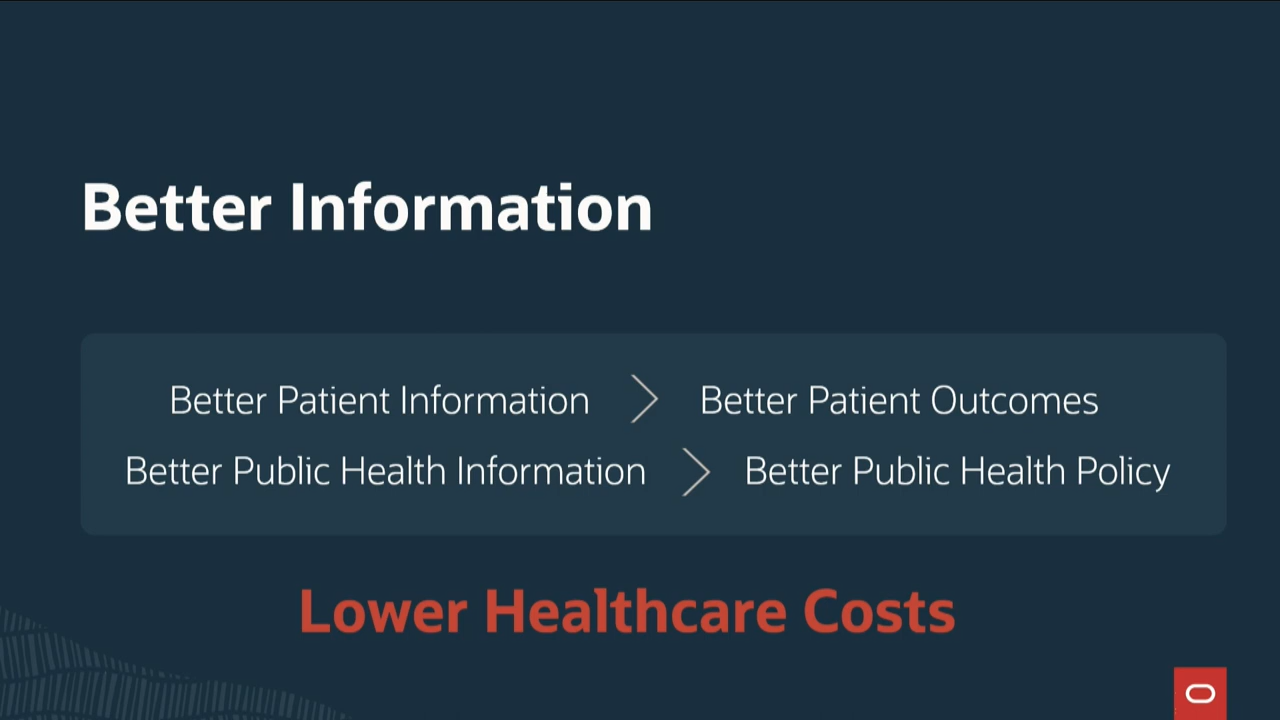 Better Information
Better Patient Information > Better Patient Outcomes
Better Public Health Information > Better Public Health Policy
Lower Healthcare Costs